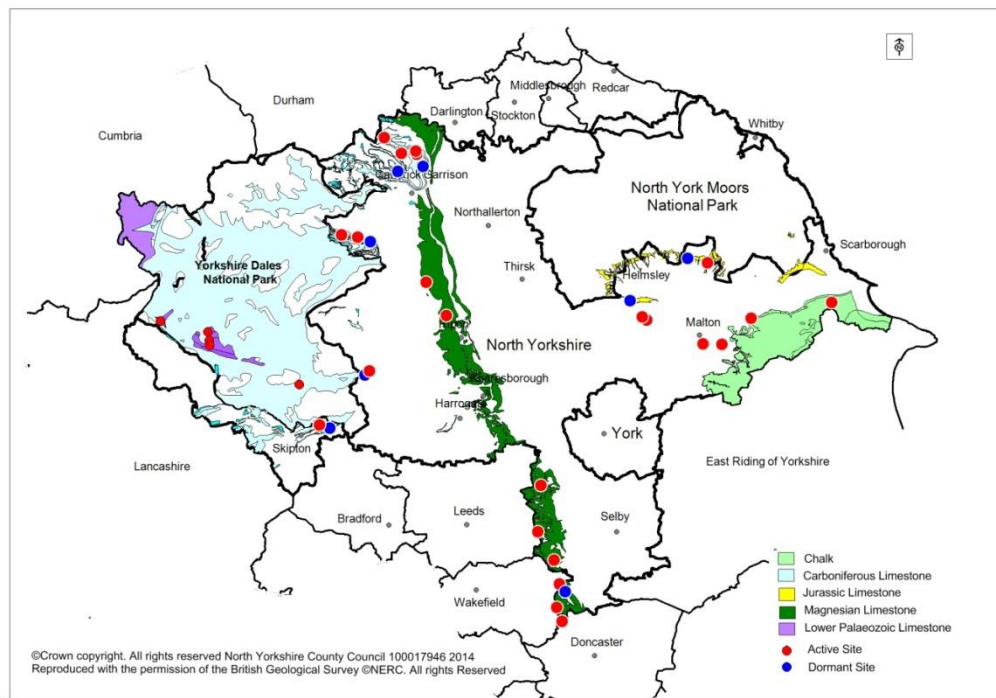 N
Middlesbrough
Redcar
Durham
Darlington
Stockton
Cumbria
Whitby
Garrison
North York Moors
National Park
Northallerton
Scarborough
Yorkshire Dales
National Park
Thirsk
Helmsley
Malton
North Yorkshire
Harrogate
York
Skipton
East Riding of Yorkshire
Lancashire
Bradford
Leeds
Selby
Wakefield
Doncaster
Chalk
Carboniferous Limestone
Jurassic Limestone
Magnesian Limestone
Lower Palaeozoic Limestone
Active Site
Dormant Site
©Crown copyright. All rights reserved North Yorkshire County Council 100017946 2014
Reproduced with the permission of the British Geological Survey ©NERC. All rights Reserved